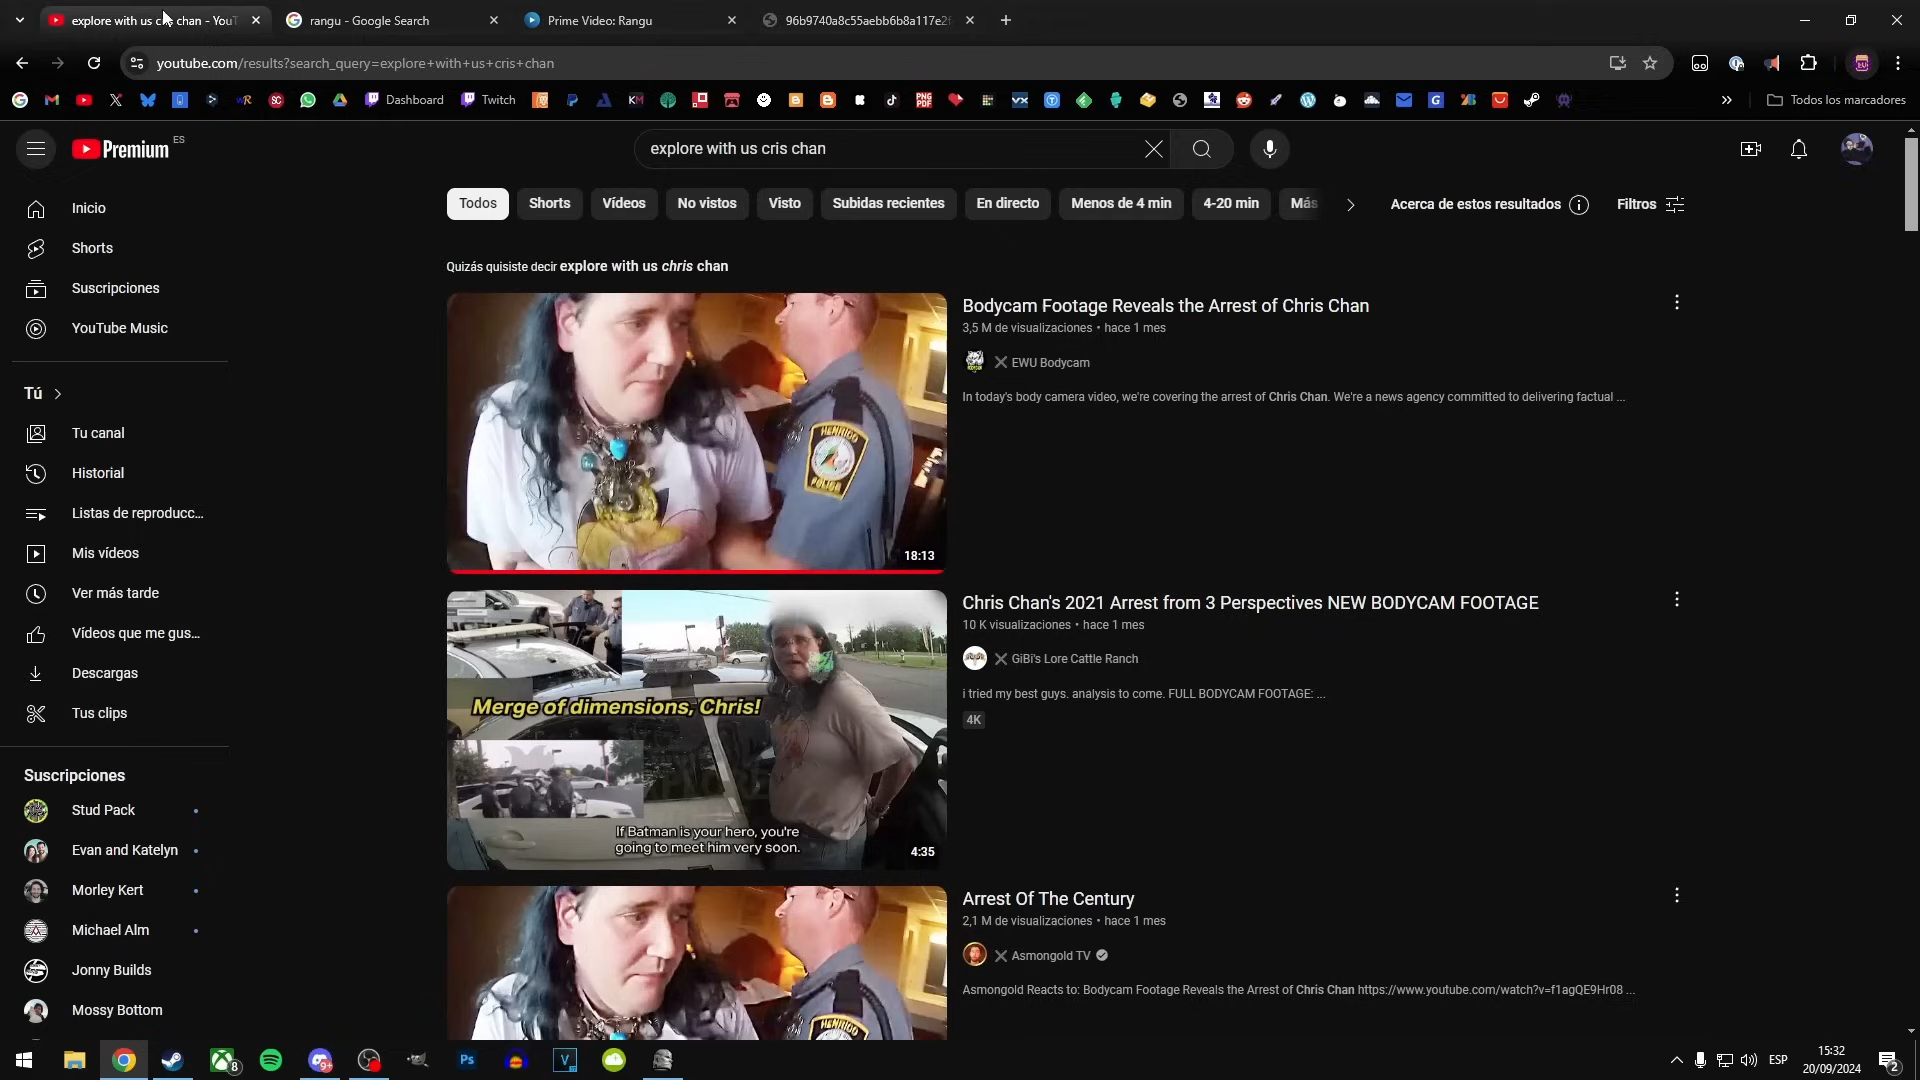 explore with us cris chan - YouT
rangu - Google Search
Prime Video: Rangu
96b9740a8c55aebb6b8a117e2f
youtube.com/results?search_query=explore+with+us+cris+chan
Dashboard
Twitch
Todos los marcadores
Premium
ES
explore with us cris chan
Inicio
Shorts
Suscripciones
YouTube Music
Tú
Tu canal
Historial
Listas de reproducc...
Mis vídeos
Ver más tarde
Vídeos que me gus...
Descargas
Tus clips
Suscripciones
Stud Pack
Evan and Katelyn
Morley Kert
Michael Alm
Jonny Builds
Mossy Bottom
Todos
Shorts
Vídeos
No vistos
Visto
Subidas recientes
En directo
Menos de 4 min
4-20 min
Más
Acerca de estos resultados
Filtros
Quizás quisiste decir explore with us chris chan
HENRICO
POLICE
18:13
Bodycam Footage Reveals the Arrest of Chris Chan
3,5 M de visualizaciones • hace 1 mes
EWU Bodycam
In today's body camera video, we're covering the arrest of Chris Chan. We're a news agency committed to delivering factual ...
Merge of dimensions, Chris!
If Batman is your hero, you're
going to meet him very soon.
4:35
Chris Chan's 2021 Arrest from 3 Perspectives NEW BODYCAM FOOTAGE
10 K visualizaciones • hace 1 mes
GiBi's Lore Cattle Ranch
i tried my best guys. analysis to come. FULL BODYCAM FOOTAGE: ...
4K
HENRICO
Arrest Of The Century
2,1 M de visualizaciones • hace 1 mes
Asmongold TV
Asmongold Reacts to: Bodycam Footage Reveals the Arrest of Chris Chan https://www.youtube.com/watch?v=f1agQE9Hr08 ...
8
9+
Ps
V
ESP
15:32
20/09/2024
2